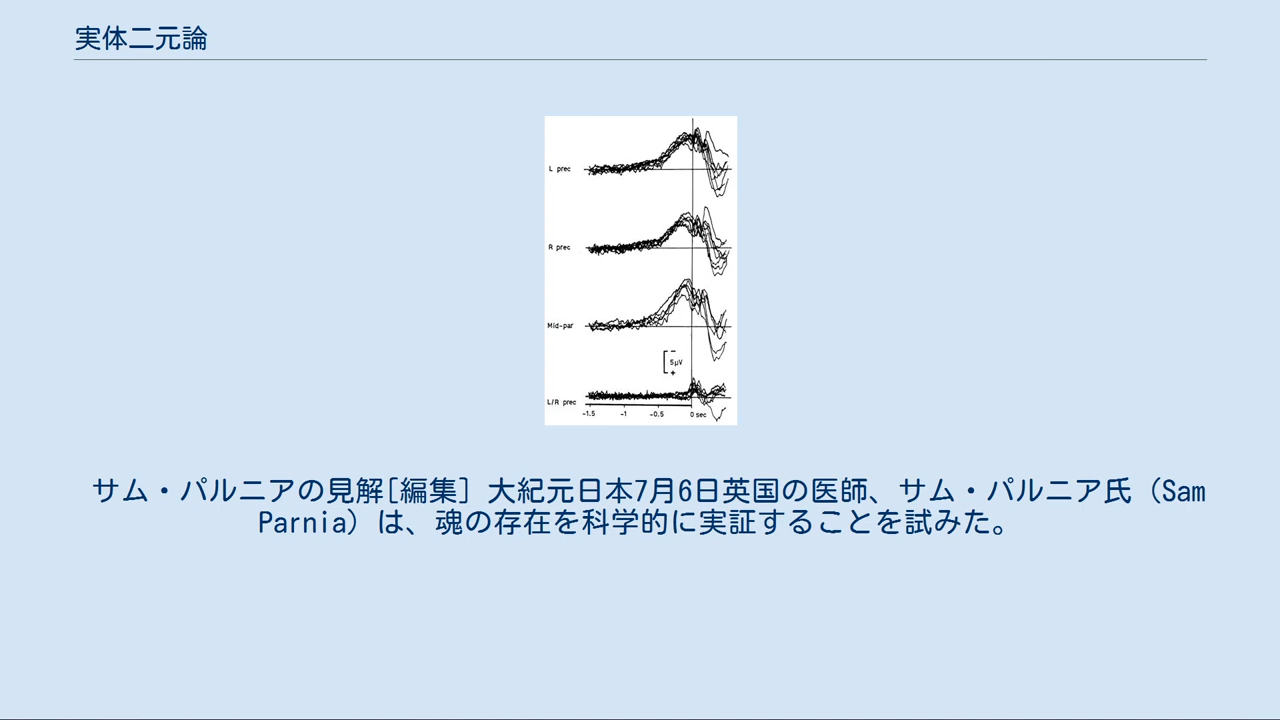 実体二元論
L prec
R prec
Mid-par
−
5μV
+
L/R prec
-1.5 -1 -0.5 0 sec
サム・パルニアの見解[編集] 大紀元日本7月6日英国の医師、サム・パルニア氏（Sam
Parnia）は、魂の存在を科学的に実証することを試みた。